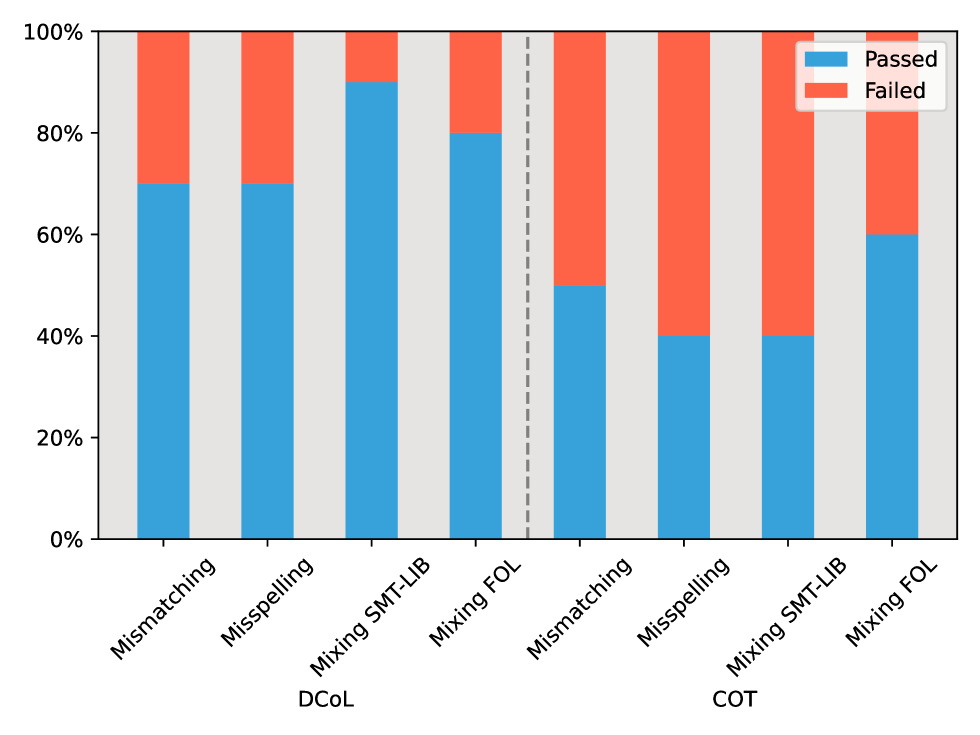 100%
80%
60%
40%
20%
0%
Passed
Failed
Mismatching
Misspelling
Mixing SMT-LIB
Mixing FOL
Mismatching
Misspelling
Mixing SMT-LIB
Mixing FOL
DCoL
COT